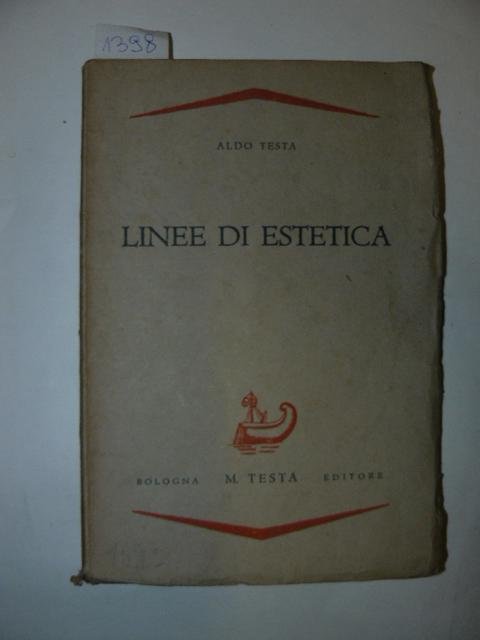 1398
ALDO TESTA
LINEE DI ESTETICA
BOLOGNA M. TESTA EDITORE